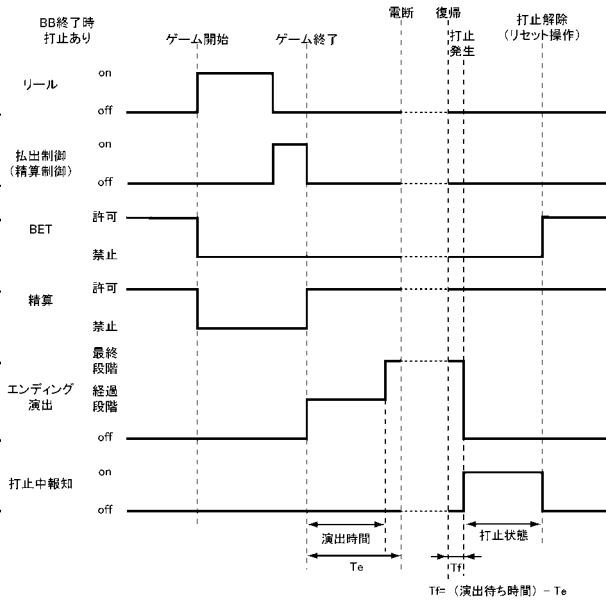 BB終了時
打止あり
ゲーム開始
ゲーム終了
電断
復帰
打止
発生
打止解除
(リセット操作)
リール
on
off
払出制御
(精算制御)
on
off
BET
許可
禁止
精算
許可
禁止
エンディング
演出
最終
段階
経過
段階
off
打止中報知
on
off
演出時間
打止状態
Te
Tf
Tf= (演出待ち時間) - Te